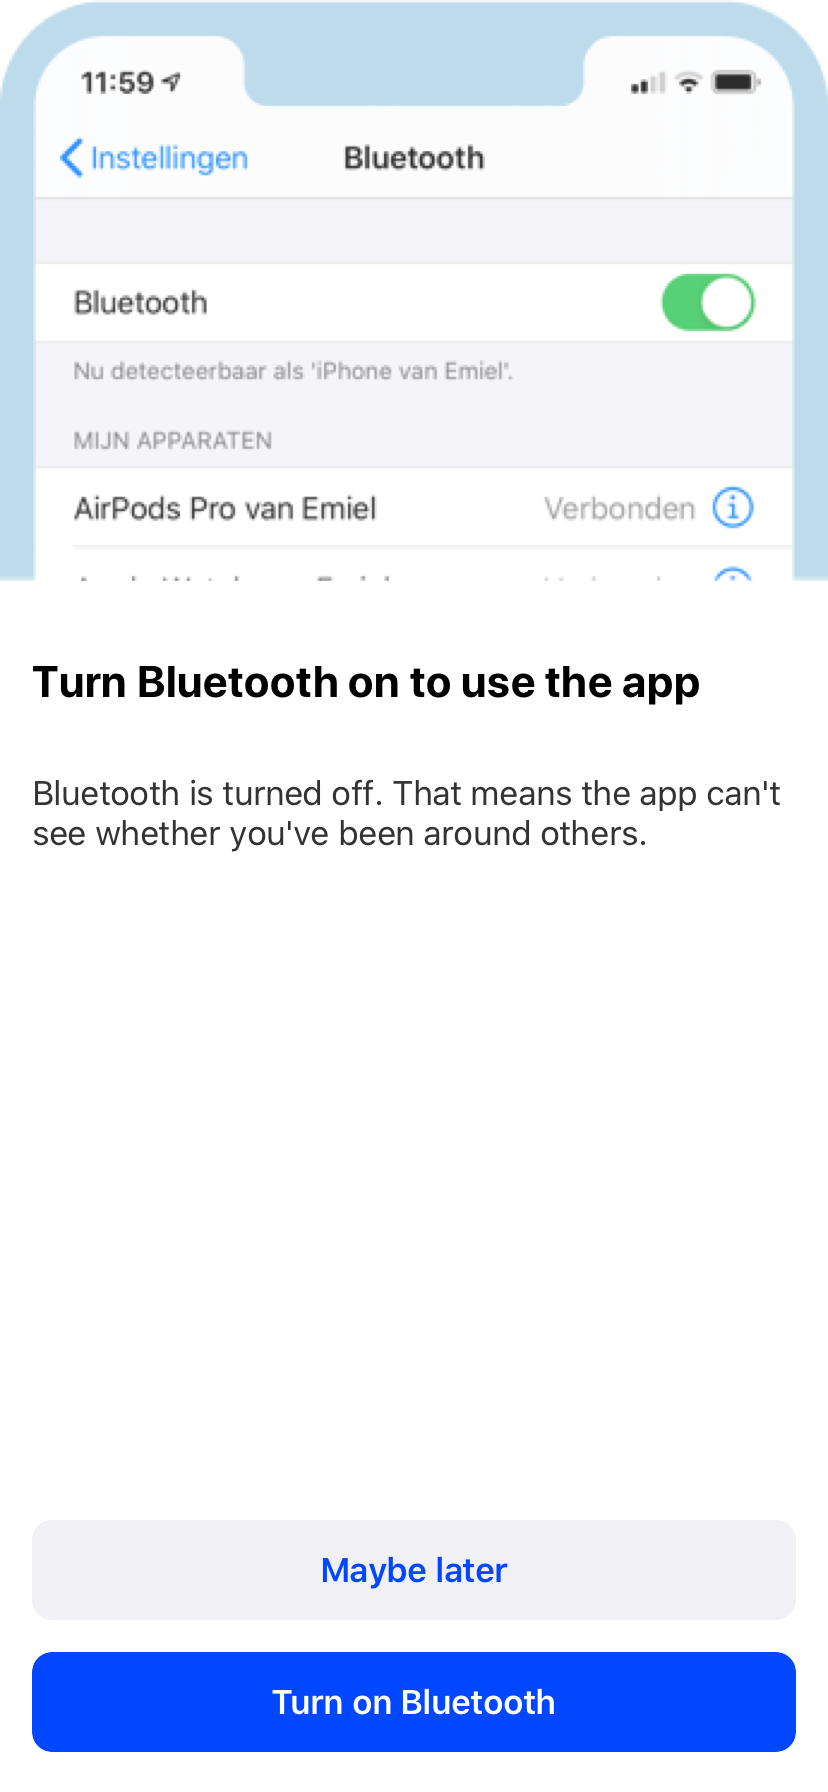 11:59
Instellingen
Bluetooth
Bluetooth
Nu detecteerbaar als 'iPhone van Emiel'.
MIJN APPARATEN
AirPods Pro van Emiel
Verbonden
Turn Bluetooth on to use the app
Bluetooth is turned off. That means the app can't
see whether you've been around others.
Maybe later
Turn on Bluetooth